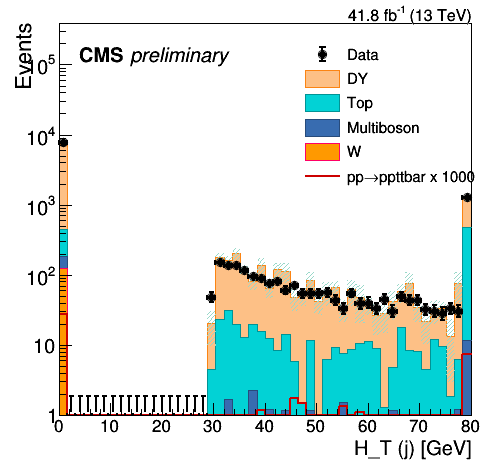 41.8 fb⁻¹ (13 TeV)
Events
CMS preliminary
Data
DY
Top
Multiboson
W
pp→ppttbar x 1000
10⁵
10⁴
10³
10²
10
1
0 10 20 30 40 50 60 70 80
H_T (j) [GeV]